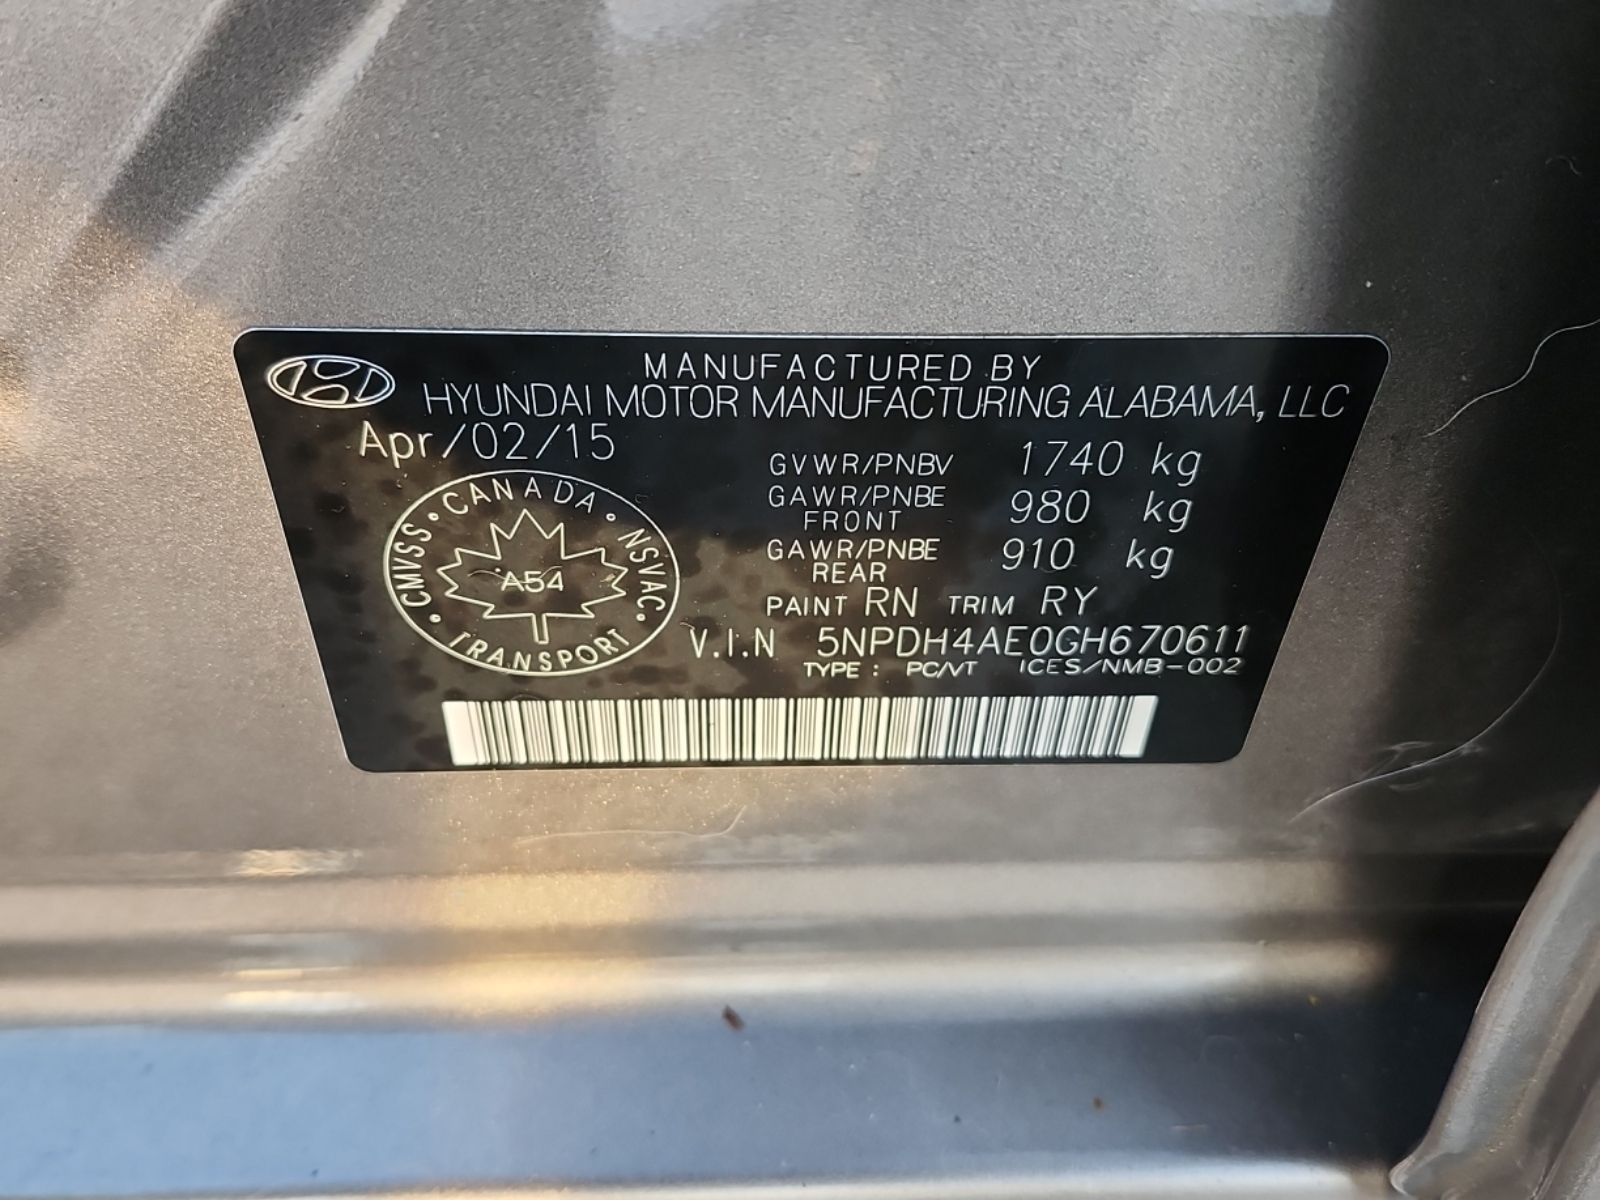 MANUFACTURED BY
HYUNDAI MOTOR MANUFACTURING ALABAMA, LLC
Apr/02/15
GVWR/PNBV 1740 kg
GAWR/PNBE FRONT 980 kg
GAWR/PNBE REAR 910 kg
PAINT RN TRIM RY
V.I.N 5NPDH4AE0GH670611
TYPE : PC/VT ICES/NMB-002
CANADA • NSVAC • TRANSPORT • CMVSS •
A54